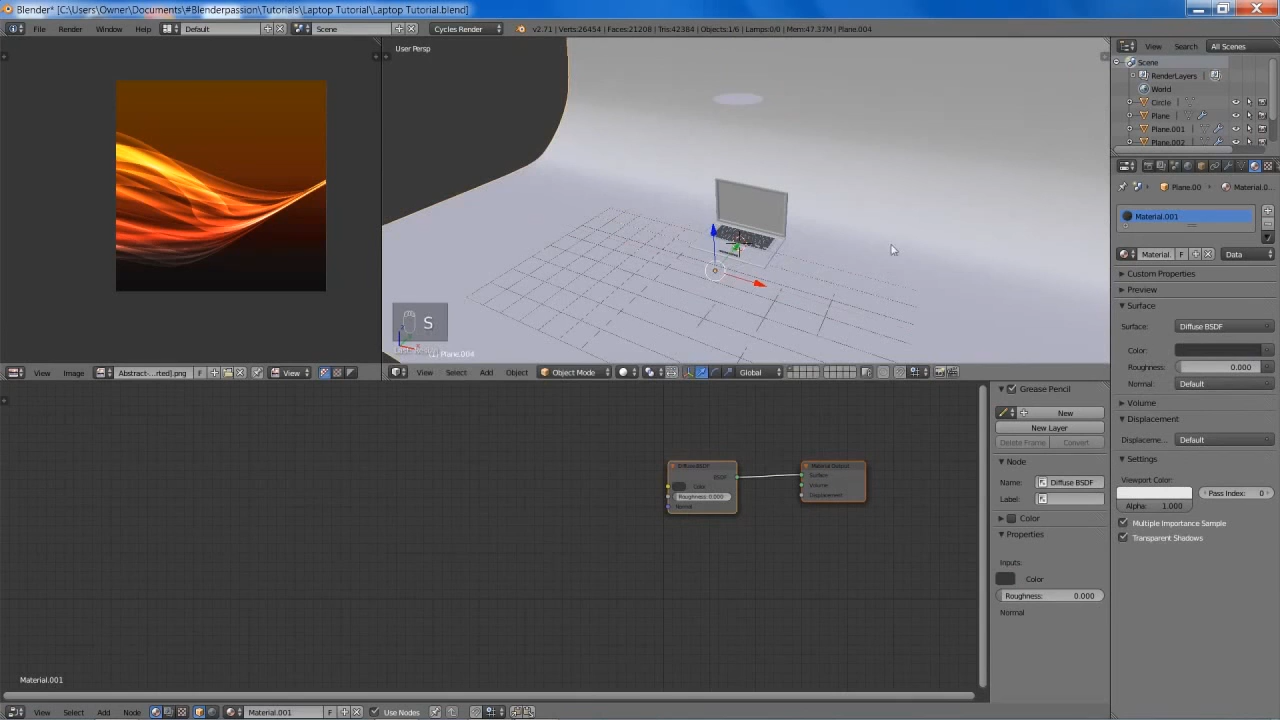 Blender* [C:\Users\Owner\Documents\#Blenderpassion\Tutorials\Laptop Tutorial\Laptop Tutorial.blend]
File Render Window Help Default Scene Cycles Render v2.71 | Verts:26454 | Faces:21208 | Tris:42384 | Objects:1/6 | Lamps:0/0 | Mem:47.37M | Plane.004
View Search All Scenes
User Persp
Scene
RenderLayers
World
Circle
Plane
Plane.001
Plane.002
Plane.00 Material.0...
Material.001
Material. F Data
Custom Properties
Preview
Surface
Surface: Diffuse BSDF
Color:
Roughness: 0.000
Normal: Default
Volume
Displacement
Displaceme... Default
Settings
Viewport Color:
Pass Index: 0
Alpha: 1.000
Multiple Importance Sample
Transparent Shadows
S
(1) Plane.004
View Image Abstract-...rted].png F View
View Select Add Object Object Mode Global
Diffuse BSDF
BSDF
Color
Roughness: 0.000
Normal
Material Output
Surface
Volume
Displacement
Grease Pencil
New
New Layer
Delete Frame Convert
Node
Name: Diffuse BSDF
Label:
Color
Properties
Inputs:
Color
Roughness: 0.000
Normal
Material.001
View Select Add Node Material.001 F Use Nodes